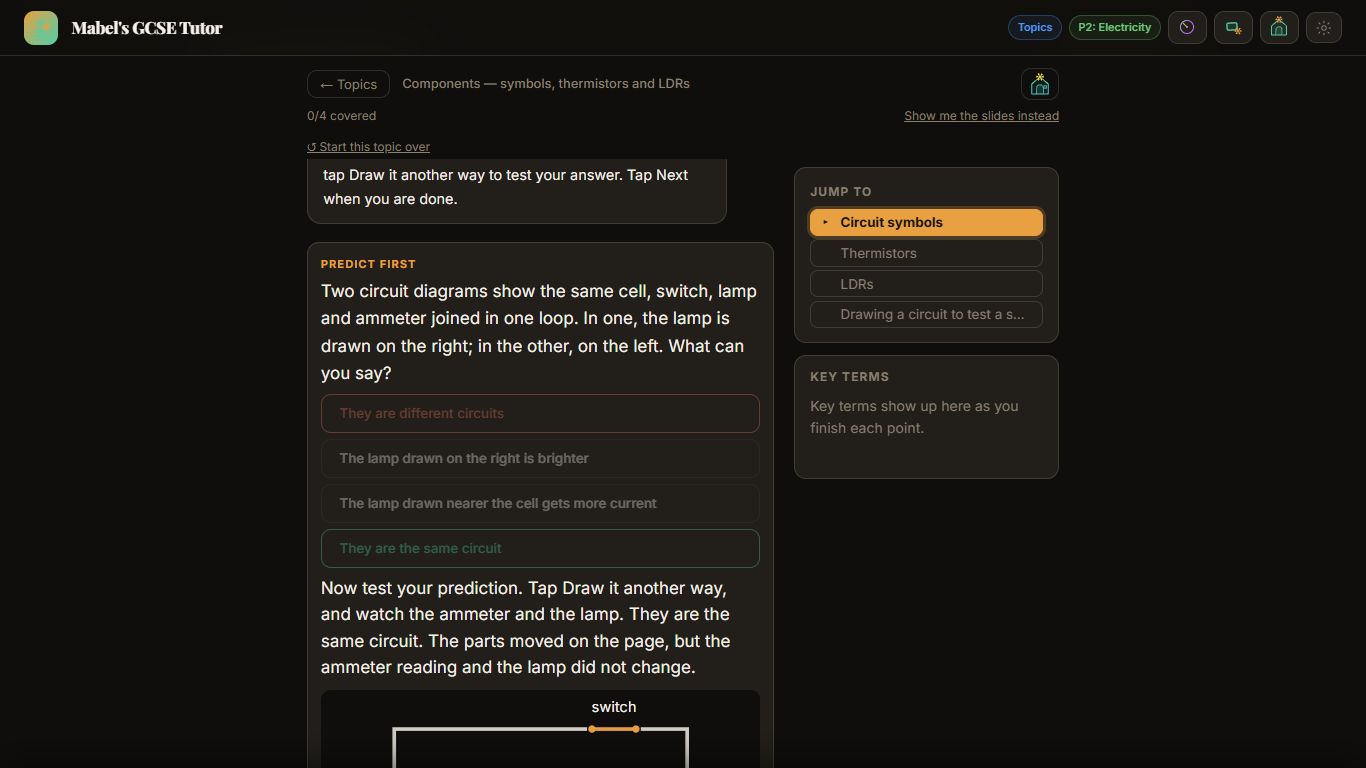 Mabel's GCSE Tutor
Topics
P2: Electricity
← Topics
Components — symbols, thermistors and LDRs
0/4 covered
Show me the slides instead
↺ Start this topic over
tap Draw it another way to test your answer. Tap Next
when you are done.
PREDICT FIRST
Two circuit diagrams show the same cell, switch, lamp
and ammeter joined in one loop. In one, the lamp is
drawn on the right; in the other, on the left. What can
you say?
They are different circuits
The lamp drawn on the right is brighter
The lamp drawn nearer the cell gets more current
They are the same circuit
Now test your prediction. Tap Draw it another way,
and watch the ammeter and the lamp. They are the
same circuit. The parts moved on the page, but the
ammeter reading and the lamp did not change.
switch
JUMP TO
Circuit symbols
Thermistors
LDRs
Drawing a circuit to test a s...
KEY TERMS
Key terms show up here as you
finish each point.